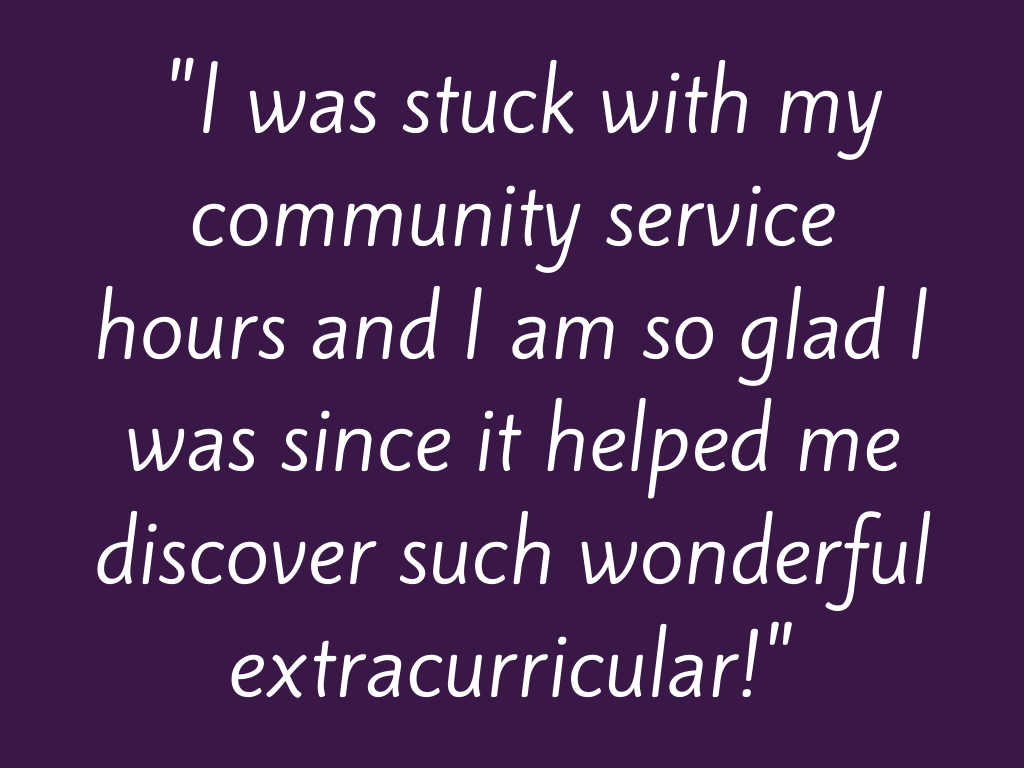 "I was stuck with my
community service
hours and I am so glad I
was since it helped me
discover such wonderful
extracurricular!"